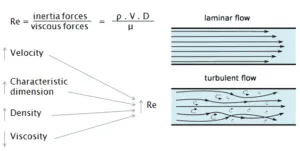 Re = inertia forces / viscous forces = ρ . V . D / μ
↑ Velocity
↑ Characteristic
dimension
↑ Density
↓ Viscosity
↑ Re
laminar flow
turbulent flow